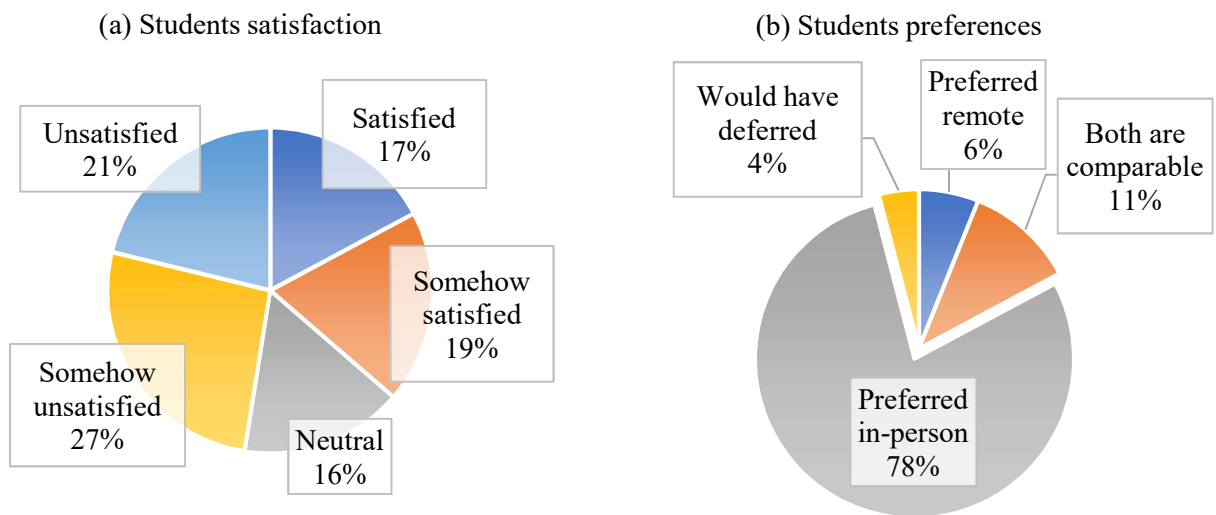 (a) Students satisfaction
Unsatisfied
21%
Satisfied
17%
Somehow
satisfied
19%
Somehow
unsatisfied
27%
Neutral
16%
(b) Students preferences
Would have
deferred
4%
Preferred
remote
6%
Both are
comparable
11%
Preferred
in-person
78%